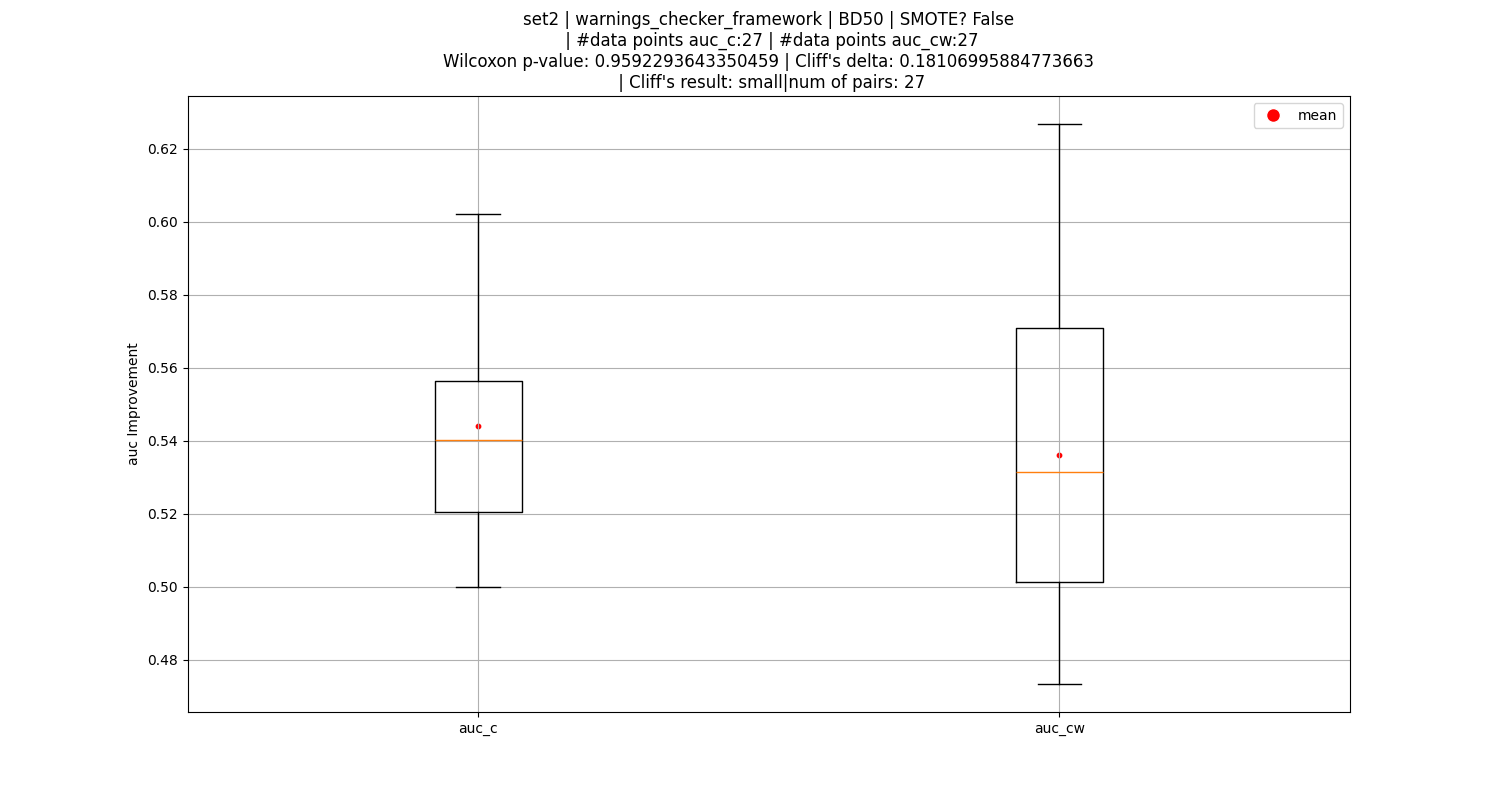 set2 | warnings_checker_framework | BD50 | SMOTE? False
| #data points auc_c:27 | #data points auc_cw:27
Wilcoxon p-value: 0.9592293643350459 | Cliff's delta: 0.18106995884773663
| Cliff's result: small|num of pairs: 27
mean
0.62
0.60
0.58
0.56
0.54
0.52
0.50
0.48
auc Improvement
auc_c
auc_cw